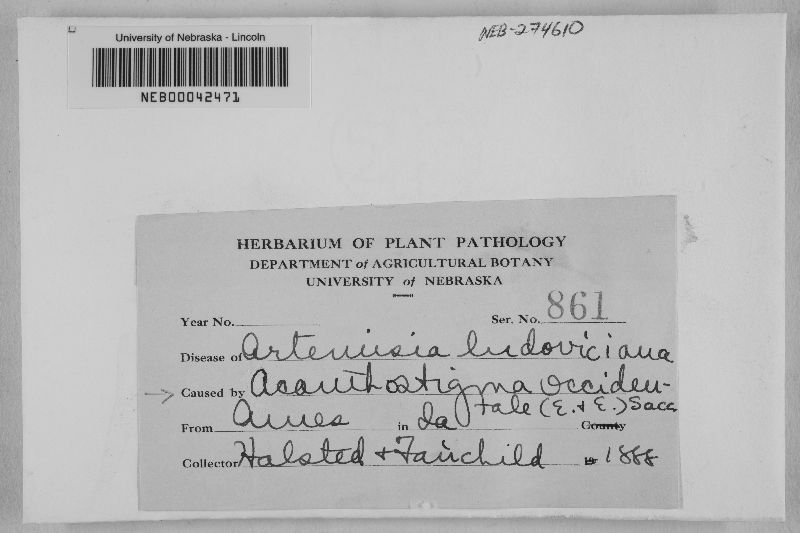 University of Nebraska - Lincoln
NEB-274610
NEB00042471
HERBARIUM OF PLANT PATHOLOGY
DEPARTMENT of AGRICULTURAL BOTANY
UNIVERSITY of NEBRASKA
Year No. Ser. No. 861
Disease of Artemisia ludoviciana
Caused by Acanthostigma Occiden-
tale (E. & E.) Sacc
From Ames in Ia County
Collector Halsted & Fairchild 1888